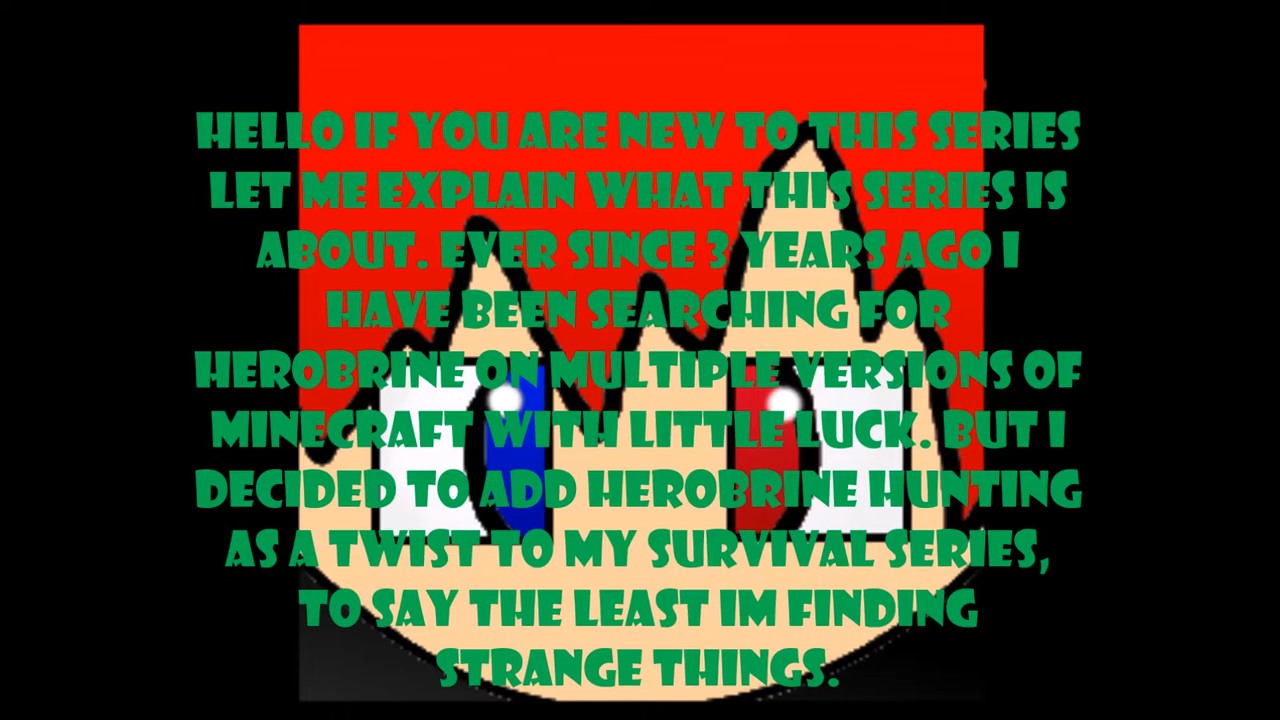 HELLO IF YOU ARE NEW TO THIS SERIES
LET ME EXPLAIN WHAT THIS SERIES IS
ABOUT. EVER SINCE 3 YEARS AGO I
HAVE BEEN SEARCHING FOR
HEROBRINE ON MULTIPLE VERSIONS OF
MINECRAFT WITH LITTLE LUCK. BUT I
DECIDED TO ADD HEROBRINE HUNTING
AS A TWIST TO MY SURVIVAL SERIES,
TO SAY THE LEAST IM FINDING
STRANGE THINGS.